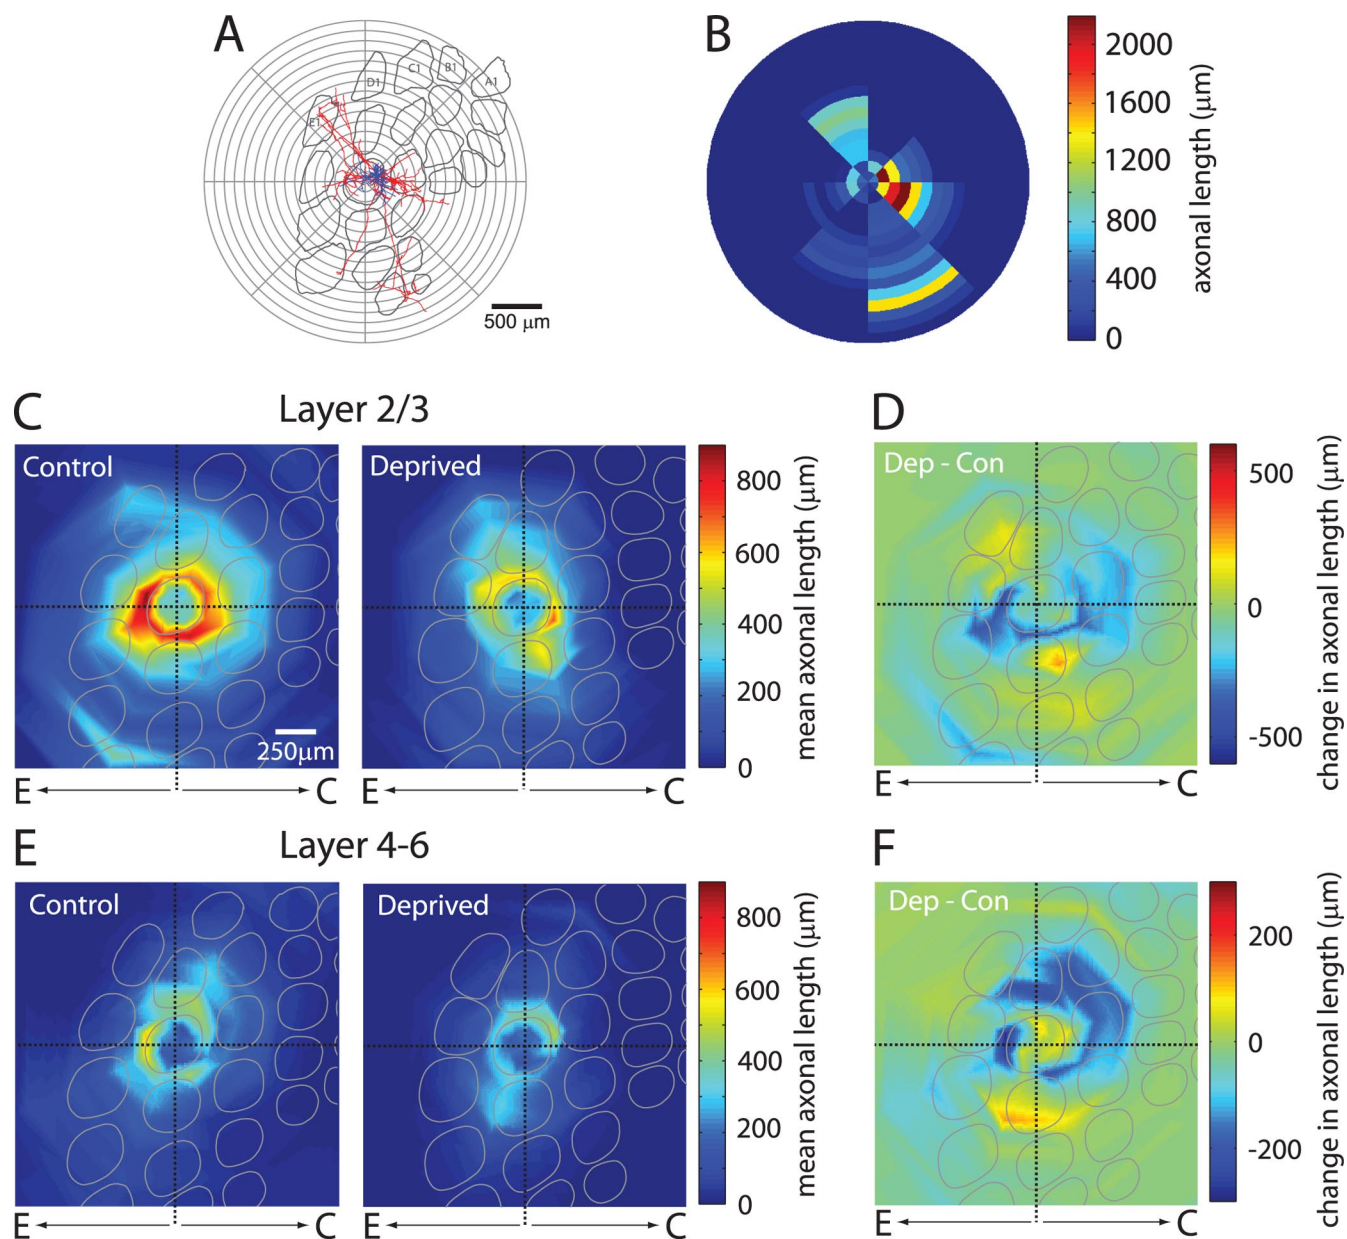 A
D1
C1
B1
A1
E1
500 μm
B
2000
1600
1200
800
400
0
axonal length (μm)
C
Layer 2/3
Control
250μm
E
C
Deprived
E
C
800
600
400
200
0
mean axonal length (μm)
D
Dep - Con
E
C
500
0
-500
change in axonal length (μm)
E
Layer 4-6
Control
E
C
Deprived
E
C
800
600
400
200
0
mean axonal length (μm)
F
Dep - Con
E
C
200
0
-200
change in axonal length (μm)